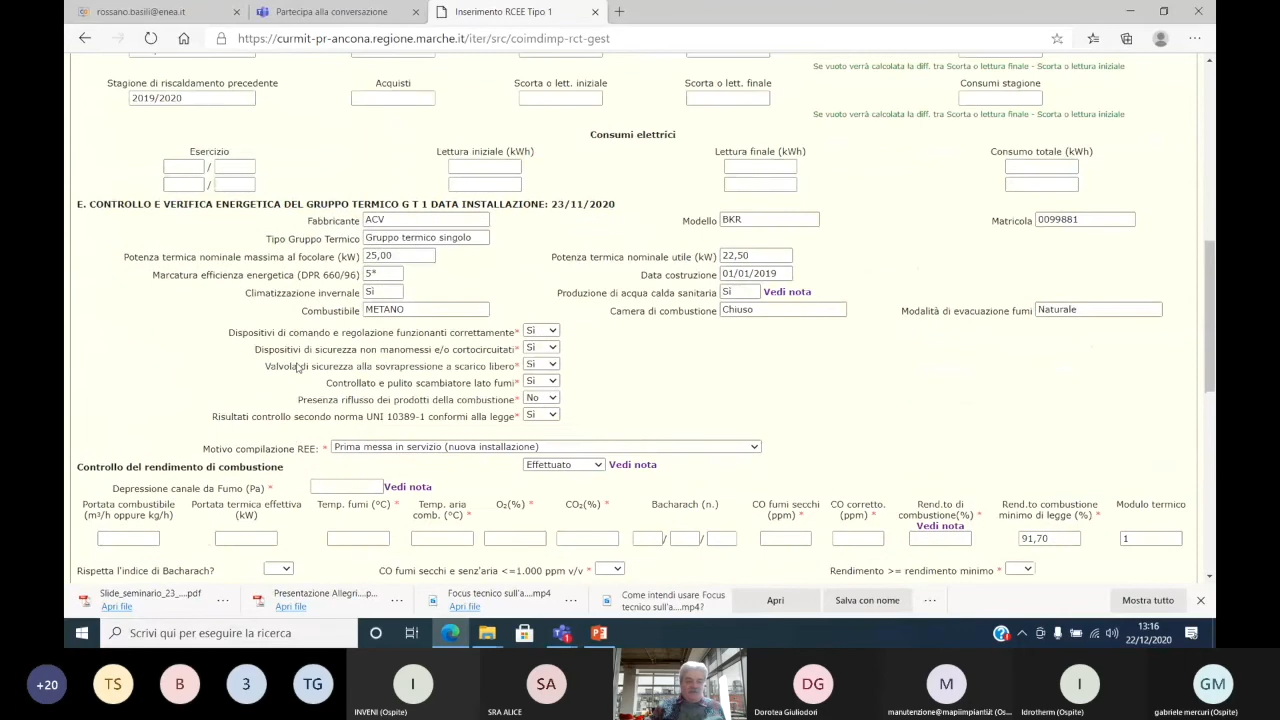 rossano.basili@enea.it
Partecipa alla conversazione
Inserimento RCEE Tipo 1
https://curmit-pr-ancona.regione.marche.it/iter/src/coimdimp-rct-gest
Se vuoto verrà calcolata la diff. tra Scorta o lettura finale - Scorta o lettura iniziale
Stagione di riscaldamento precedente Acquisti Scorta o lett. iniziale Scorta o lett. finale Consumi stagione
2019/2020
Se vuoto verrà calcolata la diff. tra Scorta o lettura finale - Scorta o lettura iniziale
Consumi elettrici
Esercizio Lettura iniziale (kWh) Lettura finale (kWh) Consumo totale (kWh)
/
/
E. CONTROLLO E VERIFICA ENERGETICA DEL GRUPPO TERMICO G T 1 DATA INSTALLAZIONE: 23/11/2020
Fabbricante ACV Modello BKR Matricola 0099881
Tipo Gruppo Termico Gruppo termico singolo
Potenza termica nominale massima al focolare (kW) 25,00 Potenza termica nominale utile (kW) 22,50
Marcatura efficienza energetica (DPR 660/96) 5* Data costruzione 01/01/2019
Climatizzazione invernale Sì Produzione di acqua calda sanitaria Sì Vedi nota
Combustibile METANO Camera di combustione Chiuso Modalità di evacuazione fumi Naturale
Dispositivi di comando e regolazione funzionanti correttamente* Sì
Dispositivi di sicurezza non manomessi e/o cortocircuitati* Sì
Valvola di sicurezza alla sovrapressione a scarico libero* Sì
Controllato e pulito scambiatore lato fumi* Sì
Presenza riflusso dei prodotti della combustione* No
Risultati controllo secondo norma UNI 10389-1 conformi alla legge* Sì
Motivo compilazione REE: * Prima messa in servizio (nuova installazione)
Controllo del rendimento di combustione Effettuato Vedi nota
Depressione canale da Fumo (Pa) * Vedi nota
Portata combustibile (m³/h oppure kg/h) Portata termica effettiva (kW) Temp. fumi (°C) * Temp. aria comb. (°C) * O₂(%) * CO₂(%) * Bacharach (n.) CO fumi secchi (ppm) * CO corretto. (ppm) * Rend.to di combustione(%) * Vedi nota Rend.to combustione minimo di legge (%) * Modulo termico
/ / 91,70 1
Rispetta l'indice di Bacharach? CO fumi secchi e senz'aria <=1.000 ppm v/v * Rendimento >= rendimento minimo *
Slide_seminario_23_....pdf
Apri file
Presentazione Allegri....pdf
Apri file
Focus tecnico sull'a....mp4
Apri file
Come intendi usare Focus tecnico sull'a....mp4?
Apri
Salva con nome
Mostra tutto
Scrivi qui per eseguire la ricerca
13:16
22/12/2020
+20
TS
B
3
TG
I
INVENI (Ospite)
SA
SRA ALICE
DG
Dorotea Giuliodori
M
manutenzione@mapiimpianti.it (Os...
I
Idrotherm (Ospite)
GM
gabriele mercuri (Ospite)